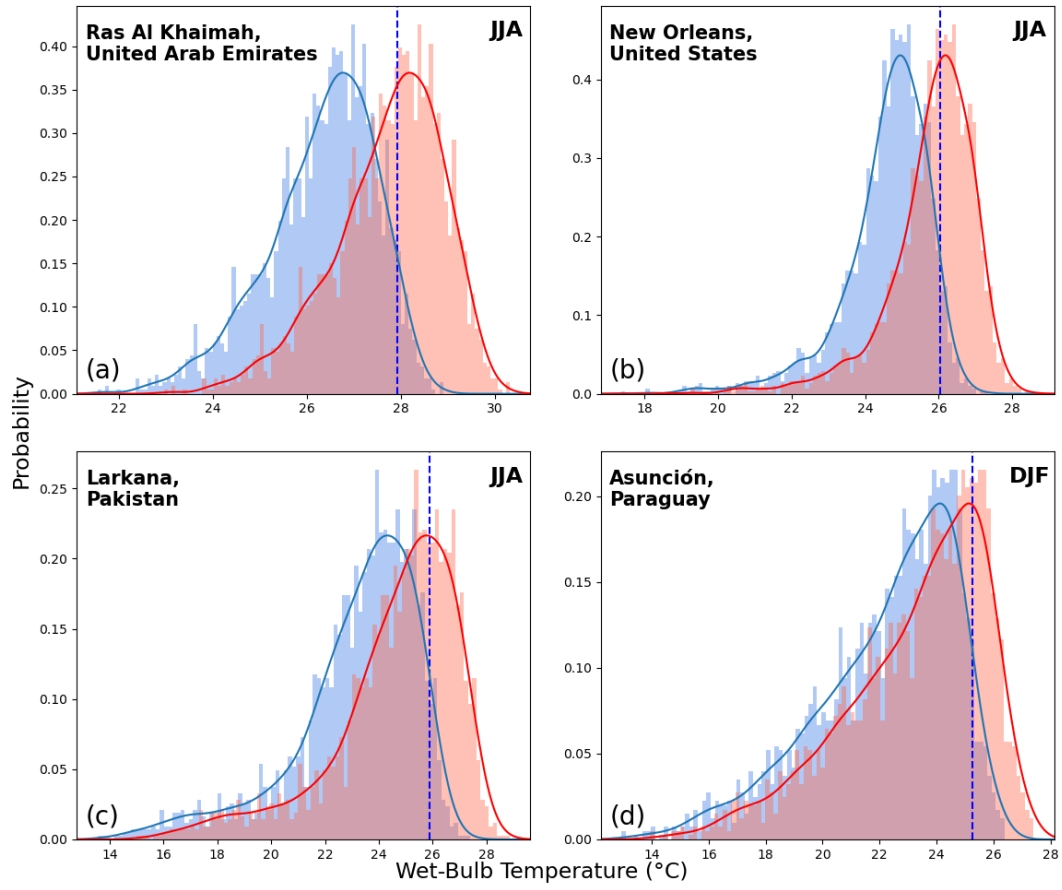 Ras Al Khaimah,
United Arab Emirates
JJA
0.40
0.35
0.30
0.25
0.20
0.15
0.10
0.05
0.00
(a)
22
24
26
28
30
New Orleans,
United States
JJA
0.4
0.3
0.2
0.1
0.0
(b)
18
20
22
24
26
28
Probability
Larkana,
Pakistan
JJA
0.25
0.20
0.15
0.10
0.05
0.00
(c)
14
16
18
20
22
24
26
28
Asunción,
Paraguay
DJF
0.20
0.15
0.10
0.05
0.00
(d)
12
14
16
18
20
22
24
26
28
Wet-Bulb Temperature (°C)